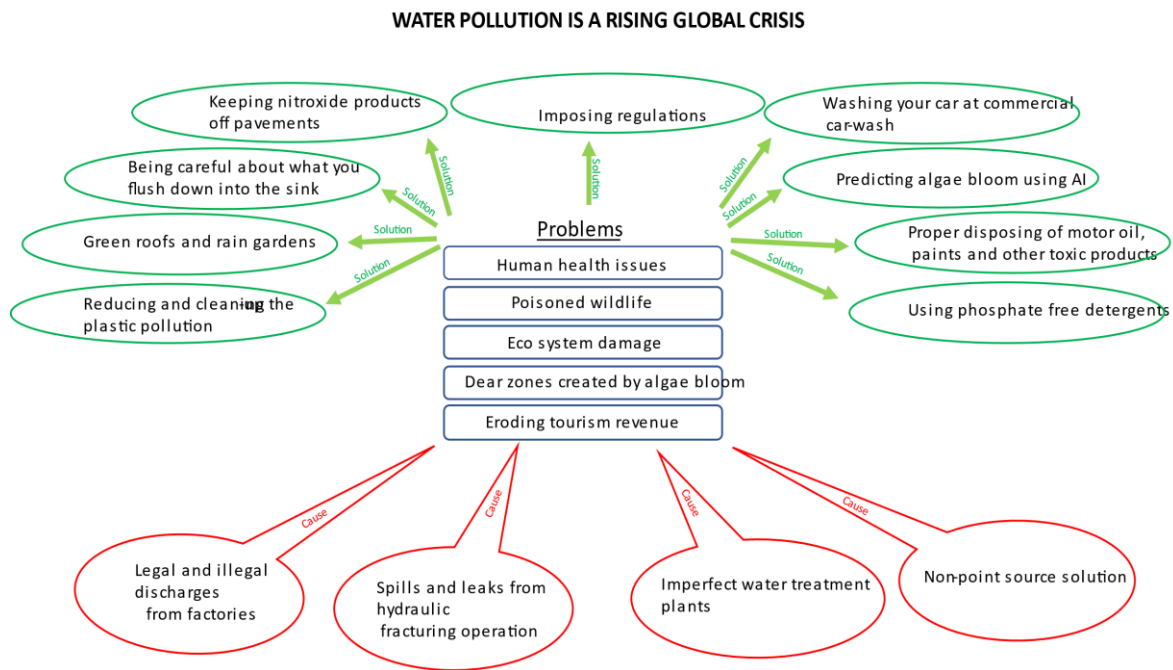 WATER POLLUTION IS A RISING GLOBAL CRISIS
Keeping nitroxide products
off pavements
Imposing regulations
Washing your car at commercial
car-wash
Being careful about what you
flush down into the sink
Predicting algae bloom using AI
Green roofs and rain gardens
Proper disposing of motor oil,
paints and other toxic products
Reducing and cleaning-up the
plastic pollution
Using phosphate free detergents
Solution
Solution
Solution
Solution
Solution
Solution
Solution
Solution
Solution
Problems
Human health issues
Poisoned wildlife
Eco system damage
Dear zones created by algae bloom
Eroding tourism revenue
Cause
Cause
Cause
Cause
Legal and illegal
discharges
from factories
Spills and leaks from
hydraulic
fracturing operation
Imperfect water treatment
plants
Non-point source solution